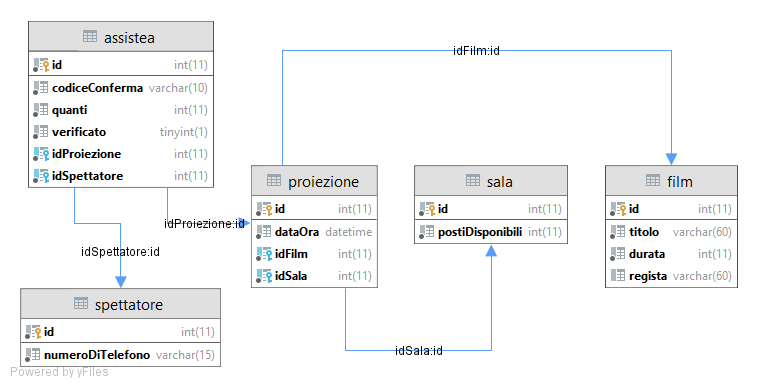 assistea
id int(11)
codiceConferma varchar(10)
quanti int(11)
verificato tinyint(1)
idProiezione int(11)
idSpettatore int(11)
idFilm:id
proiezione
id int(11)
dataOra datetime
idFilm int(11)
idSala int(11)
sala
id int(11)
postiDisponibili int(11)
film
id int(11)
titolo varchar(60)
durata int(11)
regista varchar(60)
idProiezione:id
idSpettatore:id
spettatore
id int(11)
numeroDiTelefono varchar(15)
idSala:id
Powered by yFiles